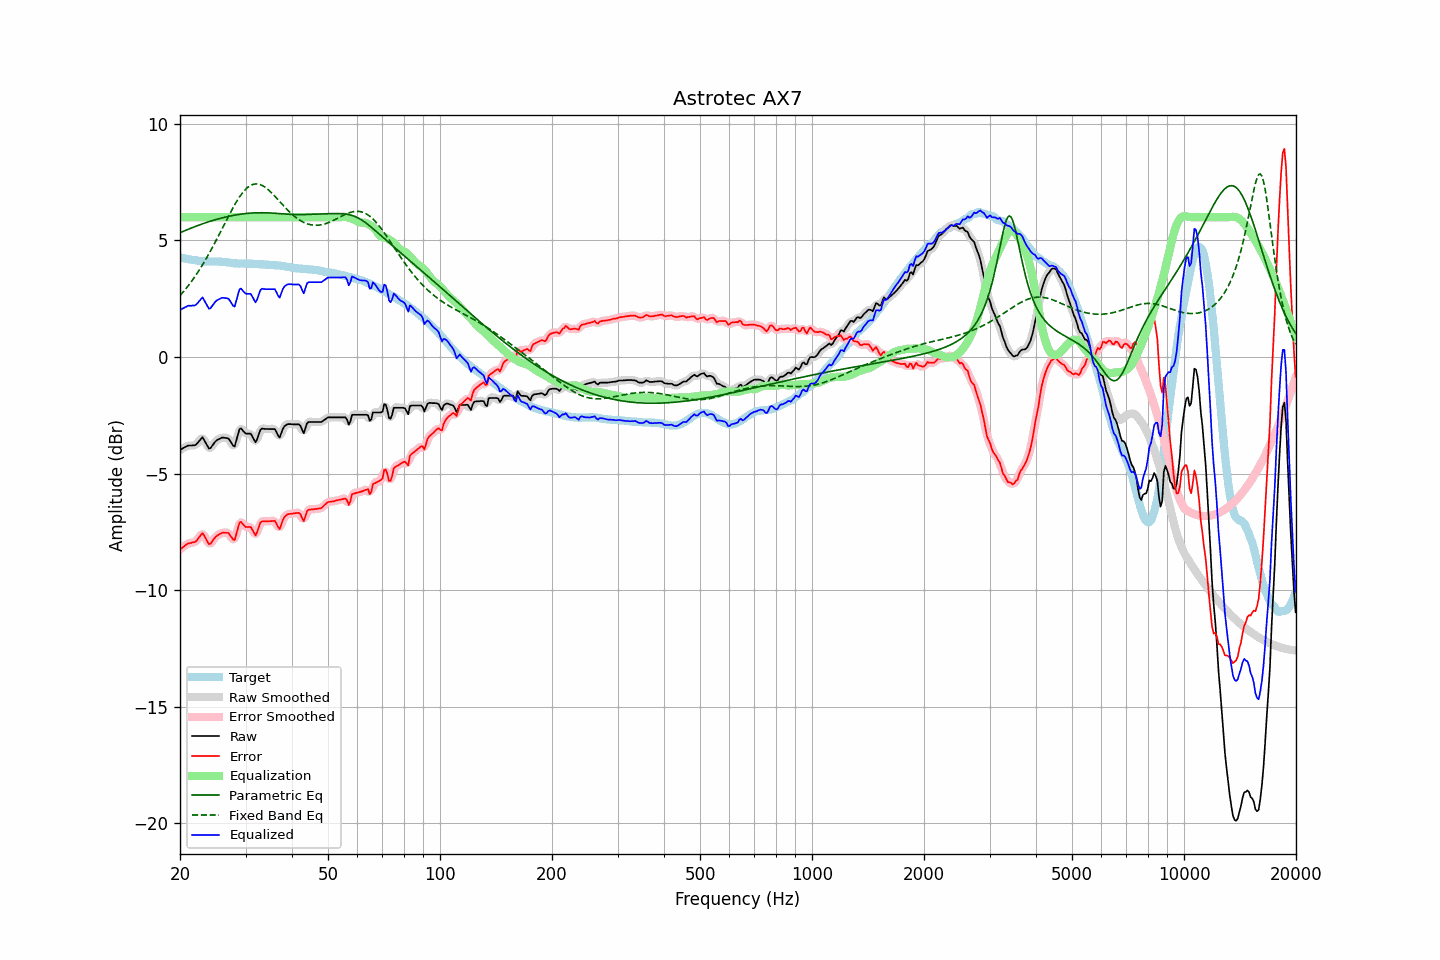 Astrotec AX7
10
5
0
−5
−10
−15
−20
Amplitude (dBr)
Target
Raw Smoothed
Error Smoothed
Raw
Error
Equalization
Parametric Eq
Fixed Band Eq
Equalized
20 50 100 200 500 1000 2000 5000 10000 20000
Frequency (Hz)